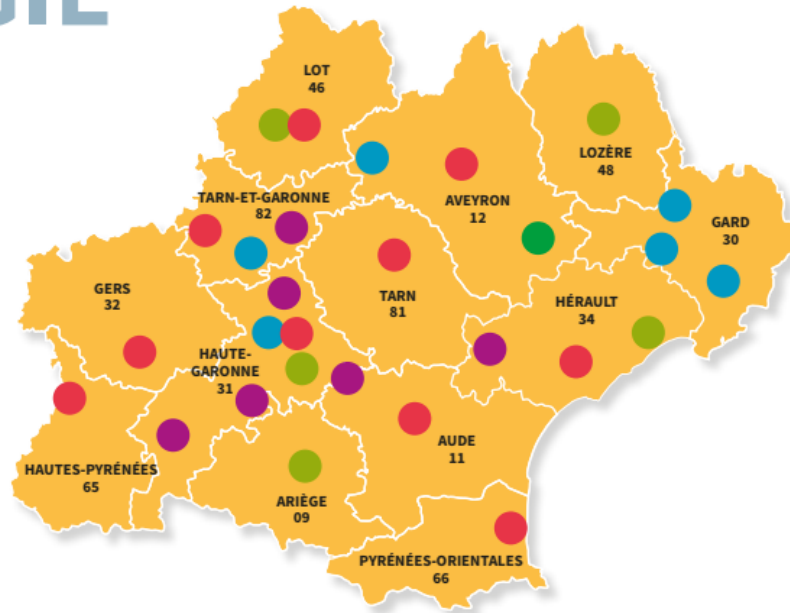 LOT
46
LOZÈRE
48
TARN-ET-GARONNE
82
AVEYRON
12
GARD
30
GERS
32
TARN
81
HÉRAULT
34
HAUTE-
GARONNE
31
AUDE
11
HAUTES-PYRÉNÉES
65
ARIÈGE
09
PYRÉNÉES-ORIENTALES
66